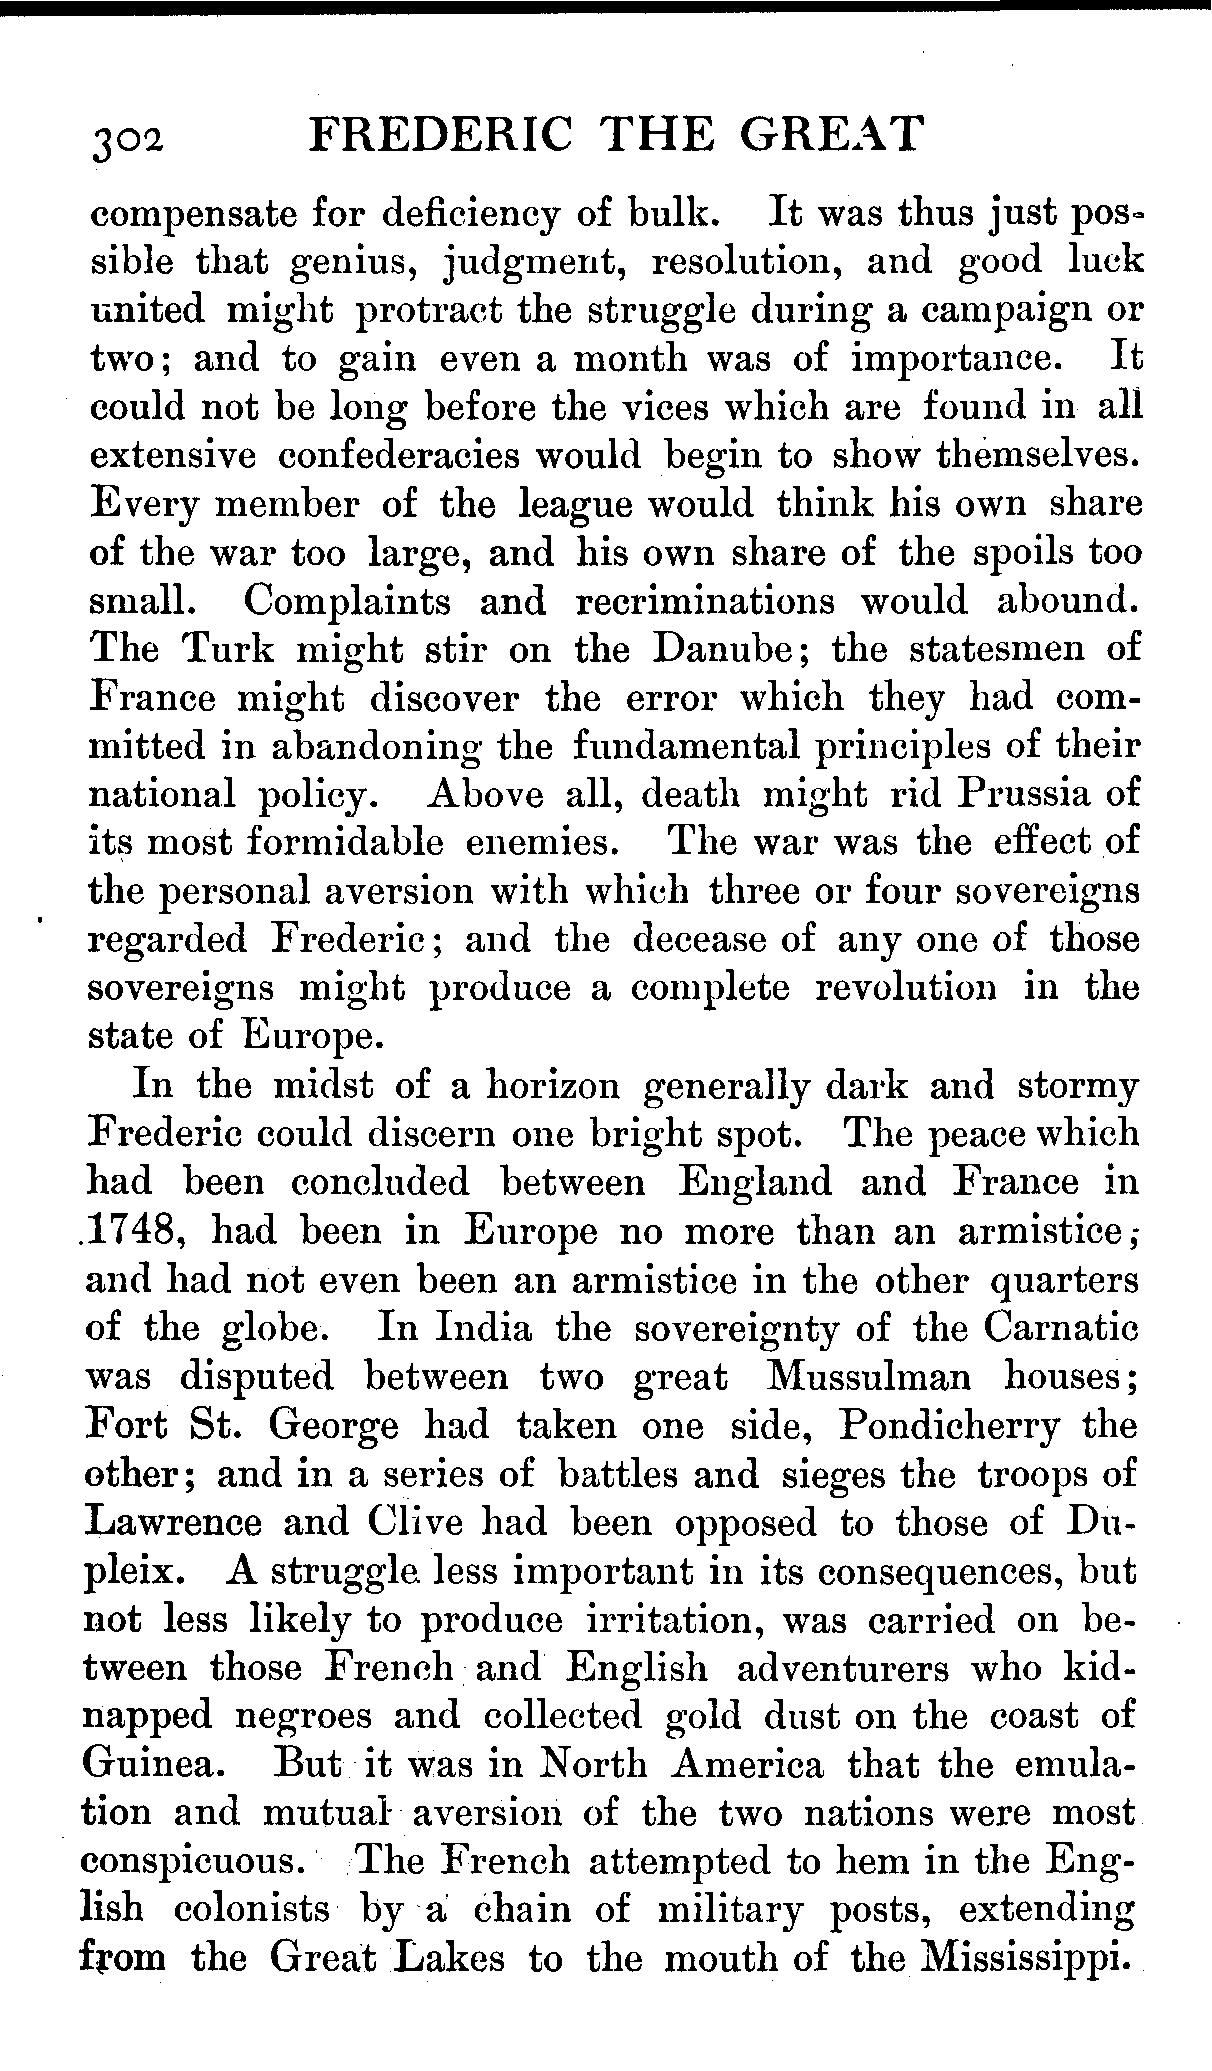 302 FREDERIC THE GREAT
compensate for deficiency of bulk. It was thus just pos-
sible that genius, judgment, resolution, and good luck
united might protract the struggle during a campaign or
two; and to gain even a month was of importance. It
could not be long before the vices which are found in all
extensive confederacies would begin to show themselves.
Every member of the league would think his own share
of the war too large, and his own share of the spoils too
small. Complaints and recriminations would abound.
The Turk might stir on the Danube; the statesmen of
France might discover the error which they had com-
mitted in abandoning the fundamental principles of their
national policy. Above all, death might rid Prussia of
its most formidable enemies. The war was the effect of
the personal aversion with which three or four sovereigns
regarded Frederic; and the decease of any one of those
sovereigns might produce a complete revolution in the
state of Europe.
In the midst of a horizon generally dark and stormy
Frederic could discern one bright spot. The peace which
had been concluded between England and France in
1748, had been in Europe no more than an armistice;
and had not even been an armistice in the other quarters
of the globe. In India the sovereignty of the Carnatic
was disputed between two great Mussulman houses;
Fort St. George had taken one side, Pondicherry the
other; and in a series of battles and sieges the troops of
Lawrence and Clive had been opposed to those of Du-
pleix. A struggle less important in its consequences, but
not less likely to produce irritation, was carried on be-
tween those French and English adventurers who kid-
napped negroes and collected gold dust on the coast of
Guinea. But it was in North America that the emula-
tion and mutual aversion of the two nations were most
conspicuous. The French attempted to hem in the Eng-
lish colonists by a chain of military posts, extending
from the Great Lakes to the mouth of the Mississippi.